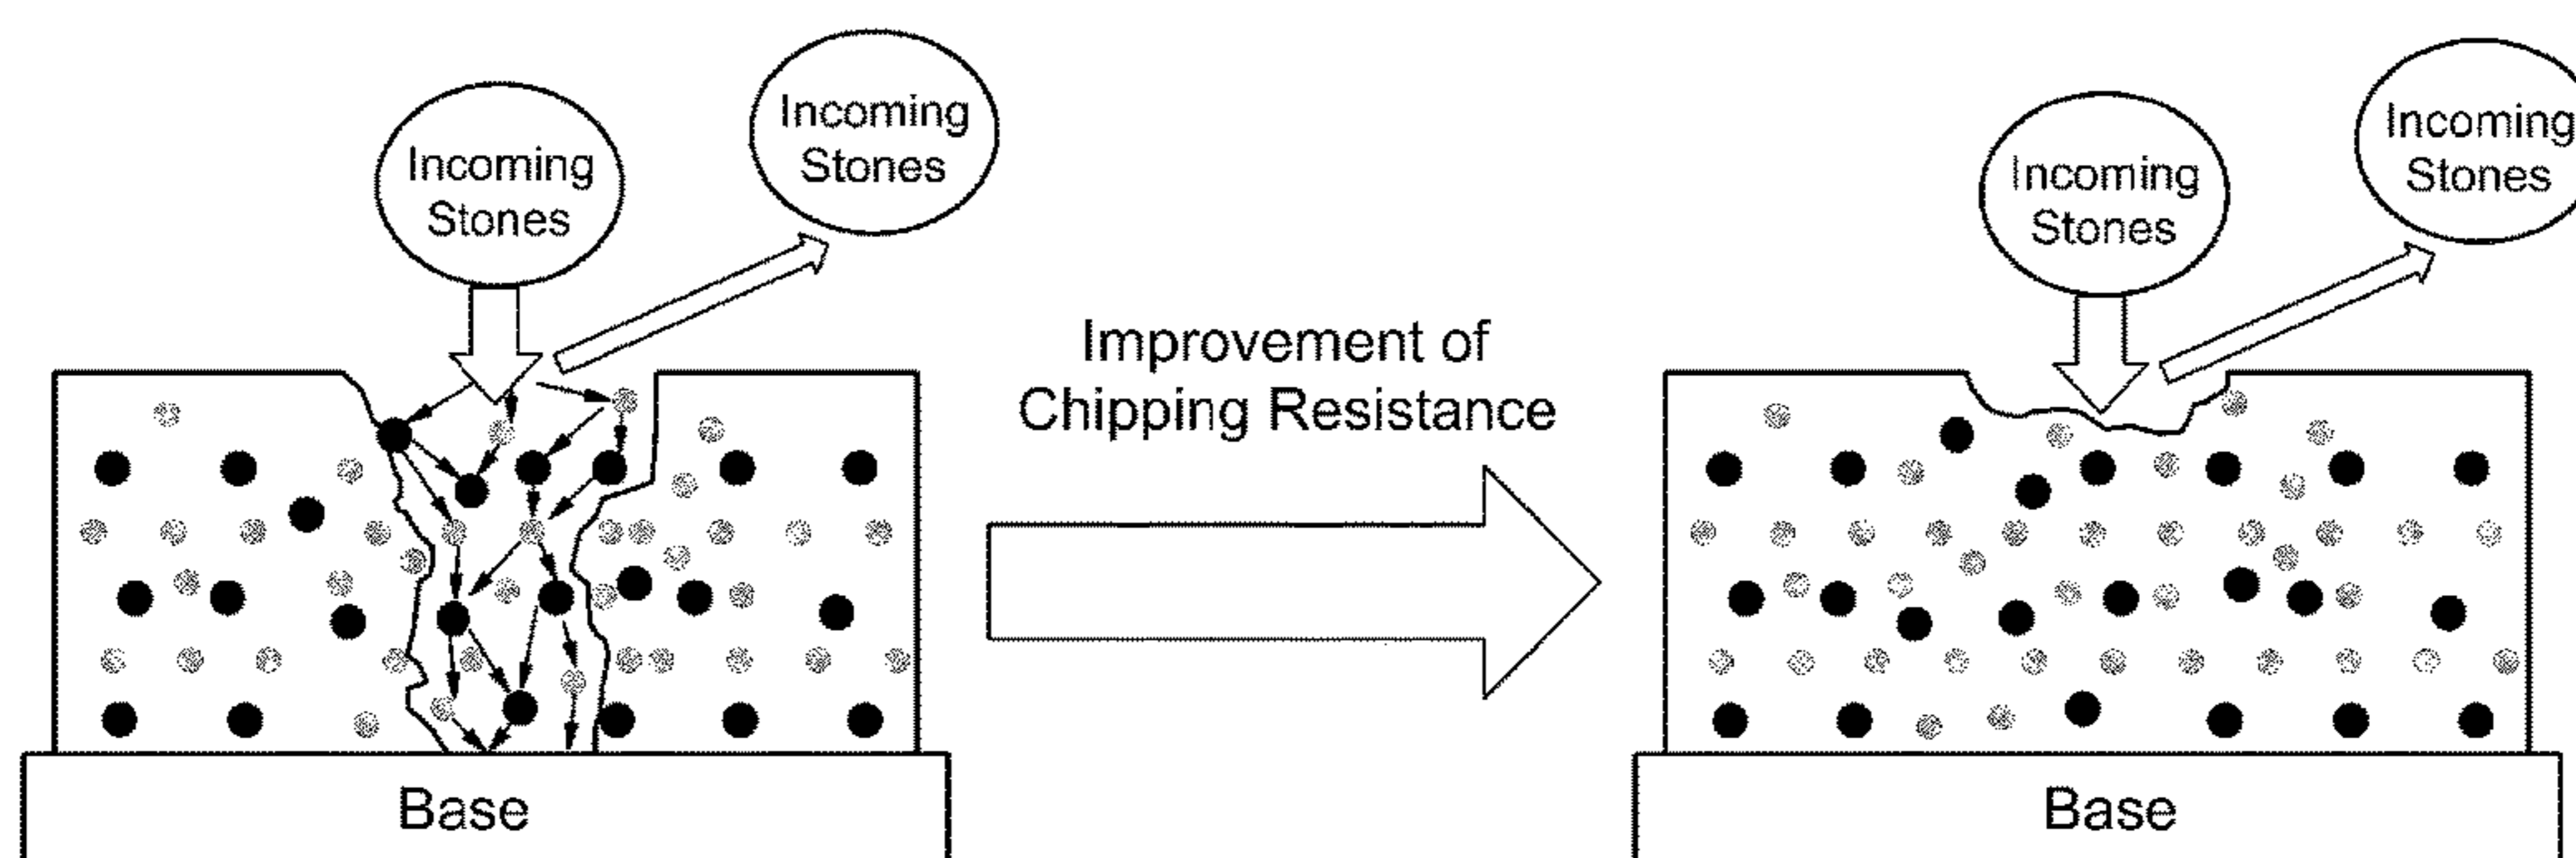 Incoming
Stones
Incoming
Stones
Improvement of
Chipping Resistance
Incoming
Stones
Incoming
Stones
Base
Base